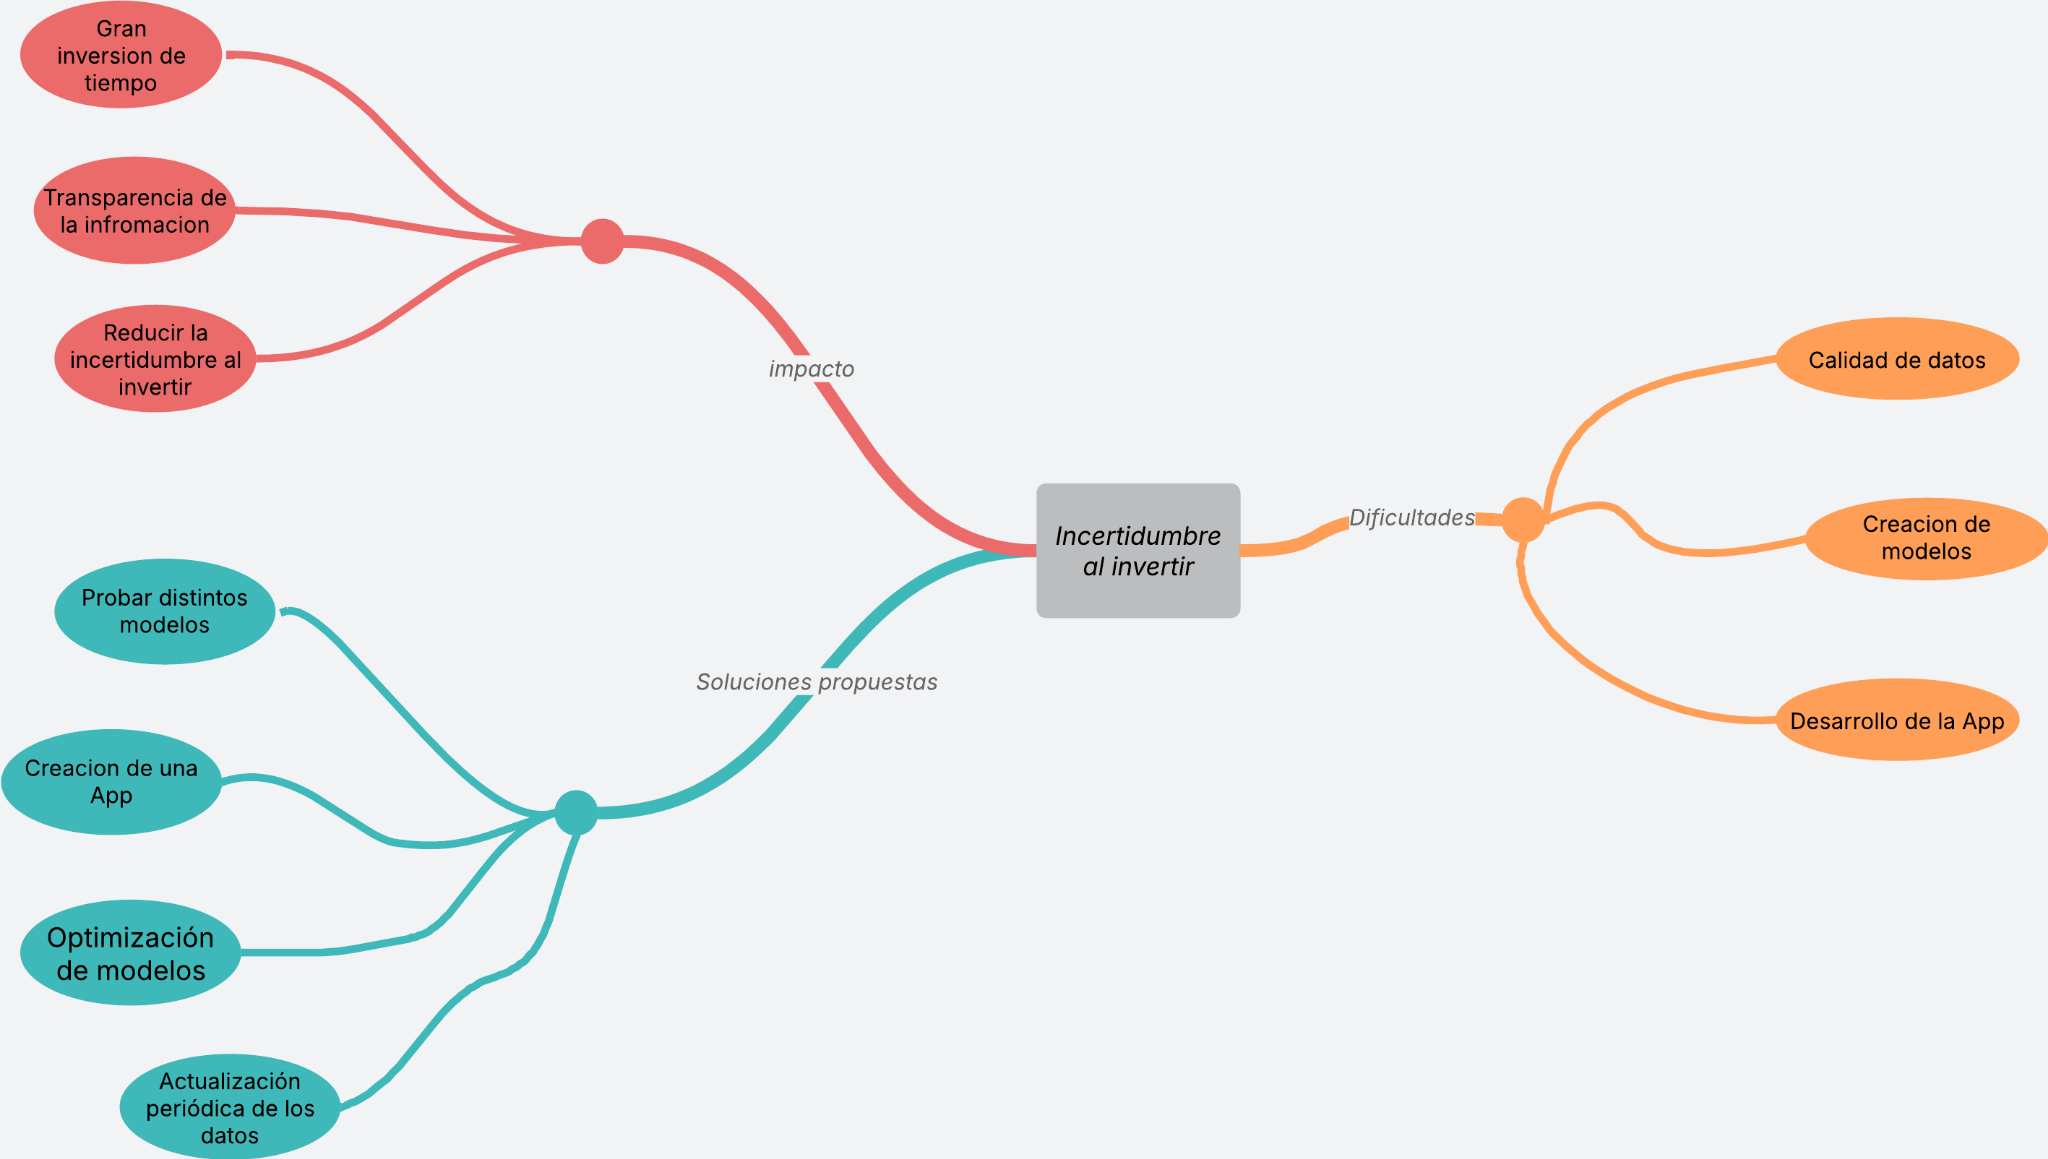 Gran
inversion de
tiempo
Transparencia de
la infromacion
Reducir la
incertidumbre al
invertir
impacto
Incertidumbre
al invertir
Dificultades
Calidad de datos
Creacion de
modelos
Desarrollo de la App
Soluciones propuestas
Probar distintos
modelos
Creacion de una
App
Optimización
de modelos
Actualización
periódica de los
datos